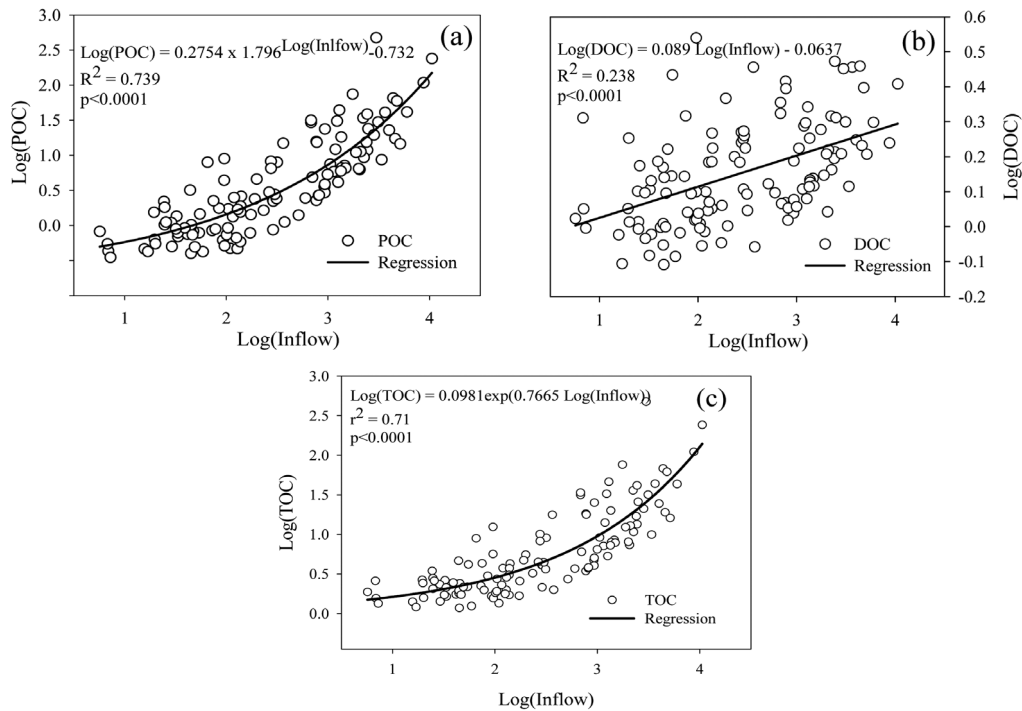 (a)
Log(POC) = 0.2754 x 1.796^Log(Inlfow)-0.732
R² = 0.739
p<0.0001
3.0
2.5
2.0
1.5
1.0
0.5
0.0
Log(POC)
POC
Regression
1 2 3 4
Log(Inflow)
(b)
Log(DOC) = 0.089 Log(Inflow) - 0.0637
R² = 0.238
p<0.0001
0.6
0.5
0.4
0.3
0.2
0.1
0.0
-0.1
-0.2
Log(DOC)
DOC
Regression
1 2 3 4
Log(Inflow)
(c)
Log(TOC) = 0.0981exp(0.7665 Log(Inflow))
r² = 0.71
p<0.0001
3.0
2.5
2.0
1.5
1.0
0.5
0.0
Log(TOC)
TOC
Regression
1 2 3 4
Log(Inflow)